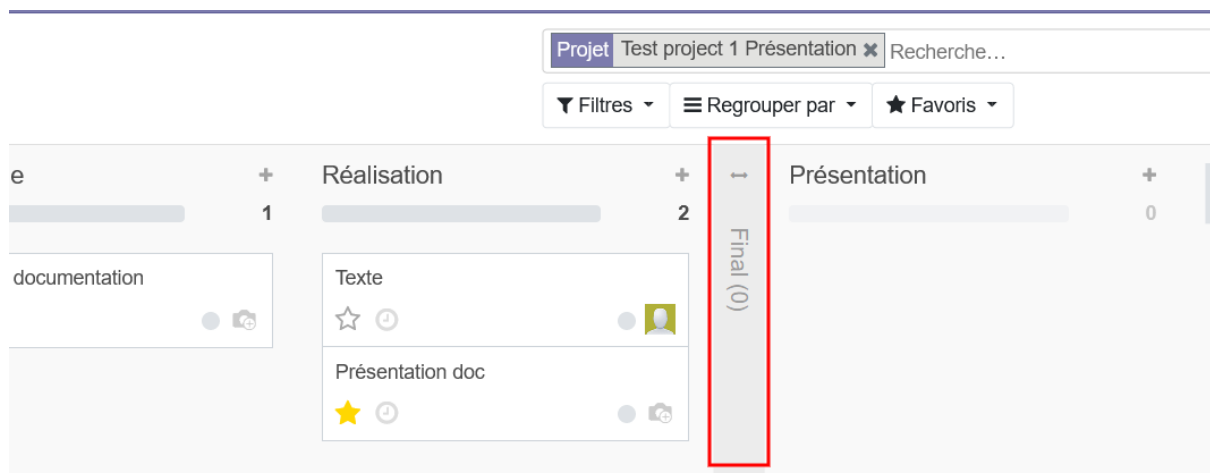 Projet Test project 1 Présentation Recherche...
Filtres Regrouper par Favoris
e
1
documentation
Réalisation
2
Texte
Présentation doc
Final (0)
Présentation
0